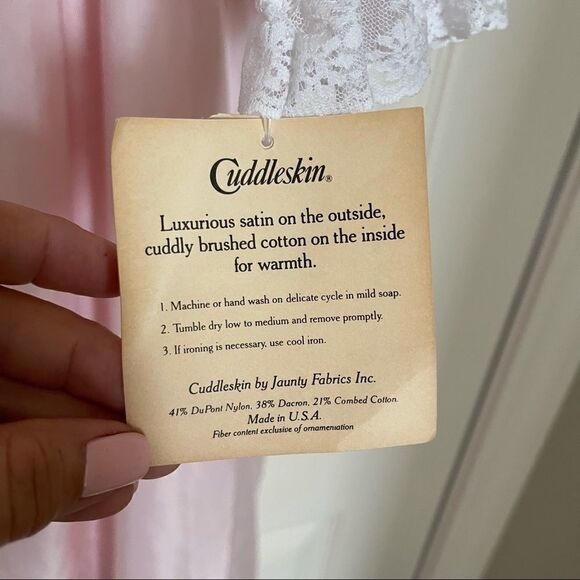 Cuddleskin®
Luxurious satin on the outside,
cuddly brushed cotton on the inside
for warmth.
1. Machine or hand wash on delicate cycle in mild soap.
2. Tumble dry low to medium and remove promptly.
3. If ironing is necessary, use cool iron.
Cuddleskin by Jaunty Fabrics Inc.
41% DuPont Nylon, 38% Dacron, 21% Combed Cotton.
Made in U.S.A.
Fiber content exclusive of ornamentation